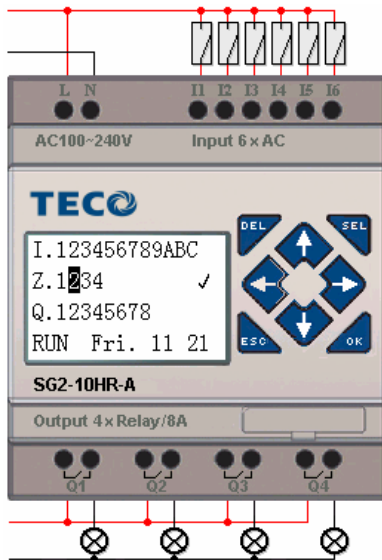 L N I1 I2 I3 I4 I5 I6
AC100~240V Input 6 x AC
TECO
DEL SEL
I.123456789ABC
Z.1234 ✓
Q.12345678
RUN Fri. 11 21
ESC OK
SG2-10HR-A
Output 4 x Relay/8A
Q1 Q2 Q3 Q4